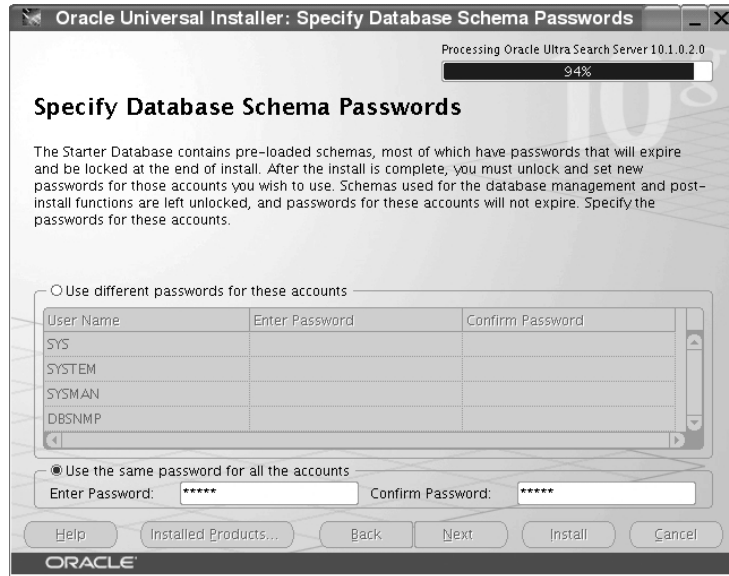 Oracle Universal Installer: Specify Database Schema Passwords
Processing Oracle Ultra Search Server 10.1.0.2.0
94%
10g
Specify Database Schema Passwords
The Starter Database contains pre-loaded schemas, most of which have passwords that will expire
and be locked at the end of install. After the install is complete, you must unlock and set new
passwords for those accounts you wish to use. Schemas used for the database management and post-
install functions are left unlocked, and passwords for these accounts will not expire. Specify the
passwords for these accounts.
Use different passwords for these accounts
User Name Enter Password Confirm Password
SYS
SYSTEM
SYSMAN
DBSNMP
Use the same password for all the accounts
Enter Password: ***** Confirm Password: *****
Help Installed Products... Back Next Install Cancel
ORACLE